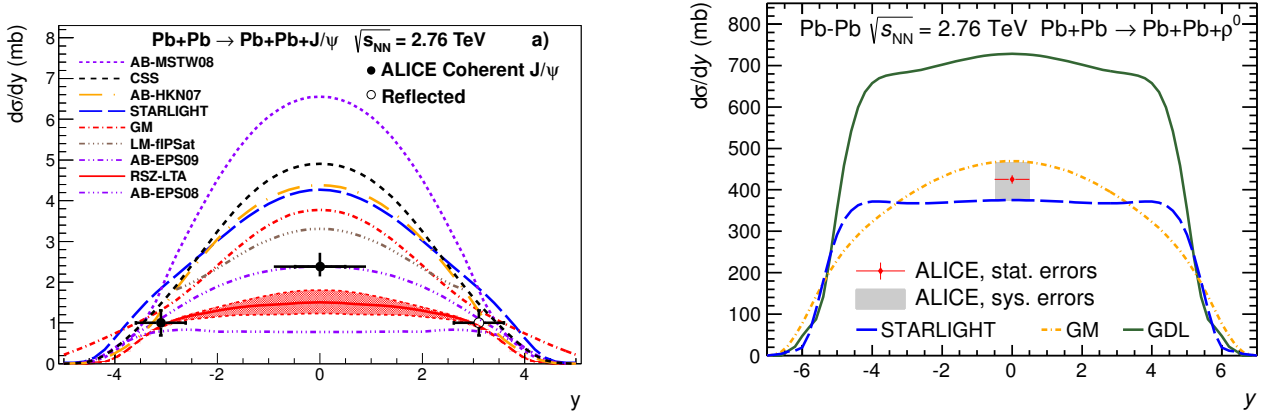 Pb+Pb → Pb+Pb+J/ψ √sNN = 2.76 TeV a)
AB-MSTW08
CSS
AB-HKN07
STARLIGHT
GM
LM-fIPSat
AB-EPS09
RSZ-LTA
AB-EPS08
ALICE Coherent J/ψ
Reflected
dσ/dy (mb)
8
7
6
5
4
3
2
1
0
-4 -2 0 2 4
y
Pb-Pb √sNN = 2.76 TeV Pb+Pb → Pb+Pb+ρ0
dσ/dy (mb)
800
700
600
500
400
300
200
100
0
ALICE, stat. errors
ALICE, sys. errors
STARLIGHT GM GDL
-6 -4 -2 0 2 4 6
y